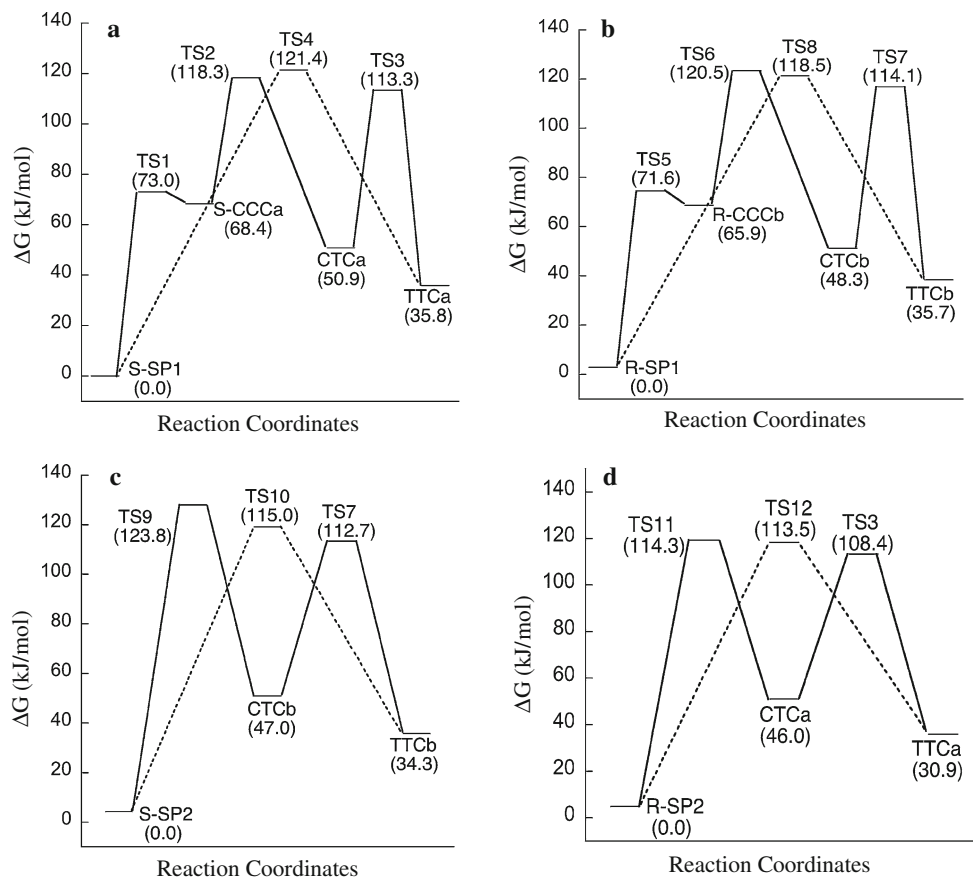 a
140
120
100
80
60
40
20
0
ΔG (kJ/mol)
TS1
(73.0)
TS2
(118.3)
TS4
(121.4)
TS3
(113.3)
S-CCCa
(68.4)
CTCa
(50.9)
TTCa
(35.8)
S-SP1
(0.0)
Reaction Coordinates
b
140
120
100
80
60
40
20
0
ΔG (kJ/mol)
TS5
(71.6)
TS6
(120.5)
TS8
(118.5)
TS7
(114.1)
R-CCCb
(65.9)
CTCb
(48.3)
TTCb
(35.7)
R-SP1
(0.0)
Reaction Coordinates
c
140
120
100
80
60
40
20
0
ΔG (kJ/mol)
TS9
(123.8)
TS10
(115.0)
TS7
(112.7)
CTCb
(47.0)
TTCb
(34.3)
S-SP2
(0.0)
Reaction Coordinates
d
140
120
100
80
60
40
20
0
ΔG (kJ/mol)
TS11
(114.3)
TS12
(113.5)
TS3
(108.4)
CTCa
(46.0)
TTCa
(30.9)
R-SP2
(0.0)
Reaction Coordinates